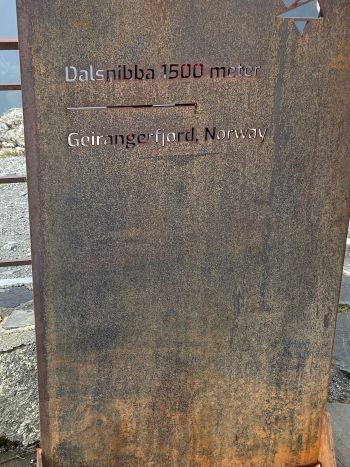 Dalsnibba 1500 meter
Geirangerfjord, Norway